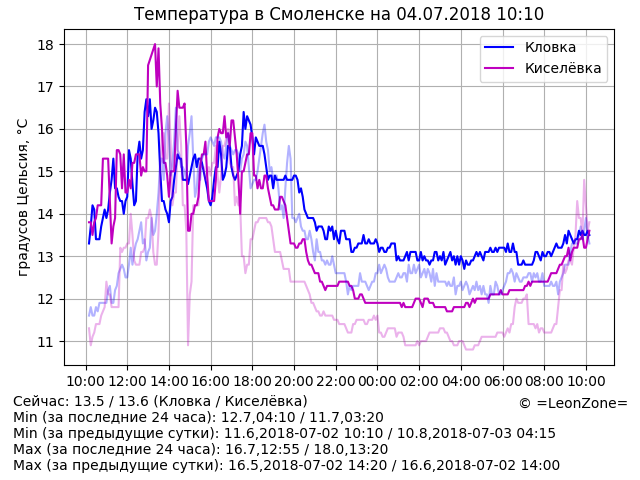 Температура в Смоленске на 04.07.2018 10:10
Кловка
Киселёвка
градусов Цельсия, °C
18
17
16
15
14
13
12
11
10:00 12:00 14:00 16:00 18:00 20:00 22:00 00:00 02:00 04:00 06:00 08:00 10:00
Сейчас: 13.5 / 13.6 (Кловка / Киселёвка)
© =LeonZone=
Min (за последние 24 часа): 12.7,04:10 / 11.7,03:20
Min (за предыдущие сутки): 11.6,2018-07-02 10:10 / 10.8,2018-07-03 04:15
Max (за последние 24 часа): 16.7,12:55 / 18.0,13:20
Max (за предыдущие сутки): 16.5,2018-07-02 14:20 / 16.6,2018-07-02 14:00